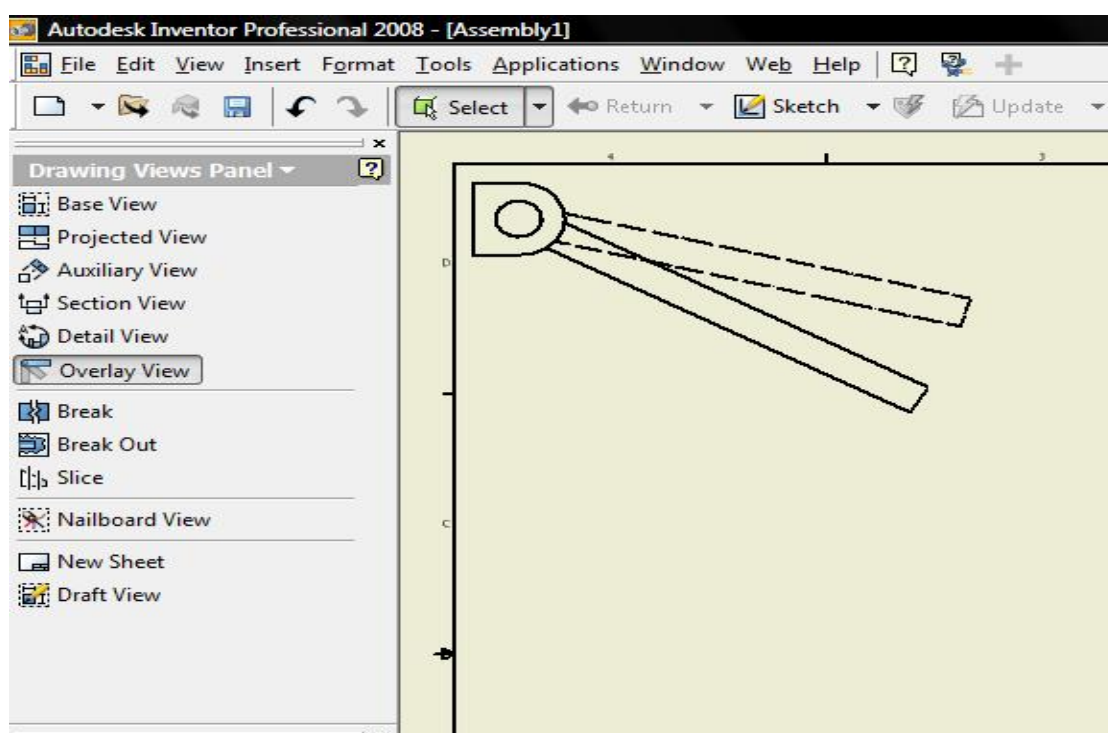 Autodesk Inventor Professional 2008 - [Assembly1]
File Edit View Insert Format Tools Applications Window Web Help
Select Return Sketch Update
Drawing Views Panel
Base View
Projected View
Auxiliary View
Section View
Detail View
Overlay View
Break
Break Out
Slice
Nailboard View
New Sheet
Draft View
4 3
D
C